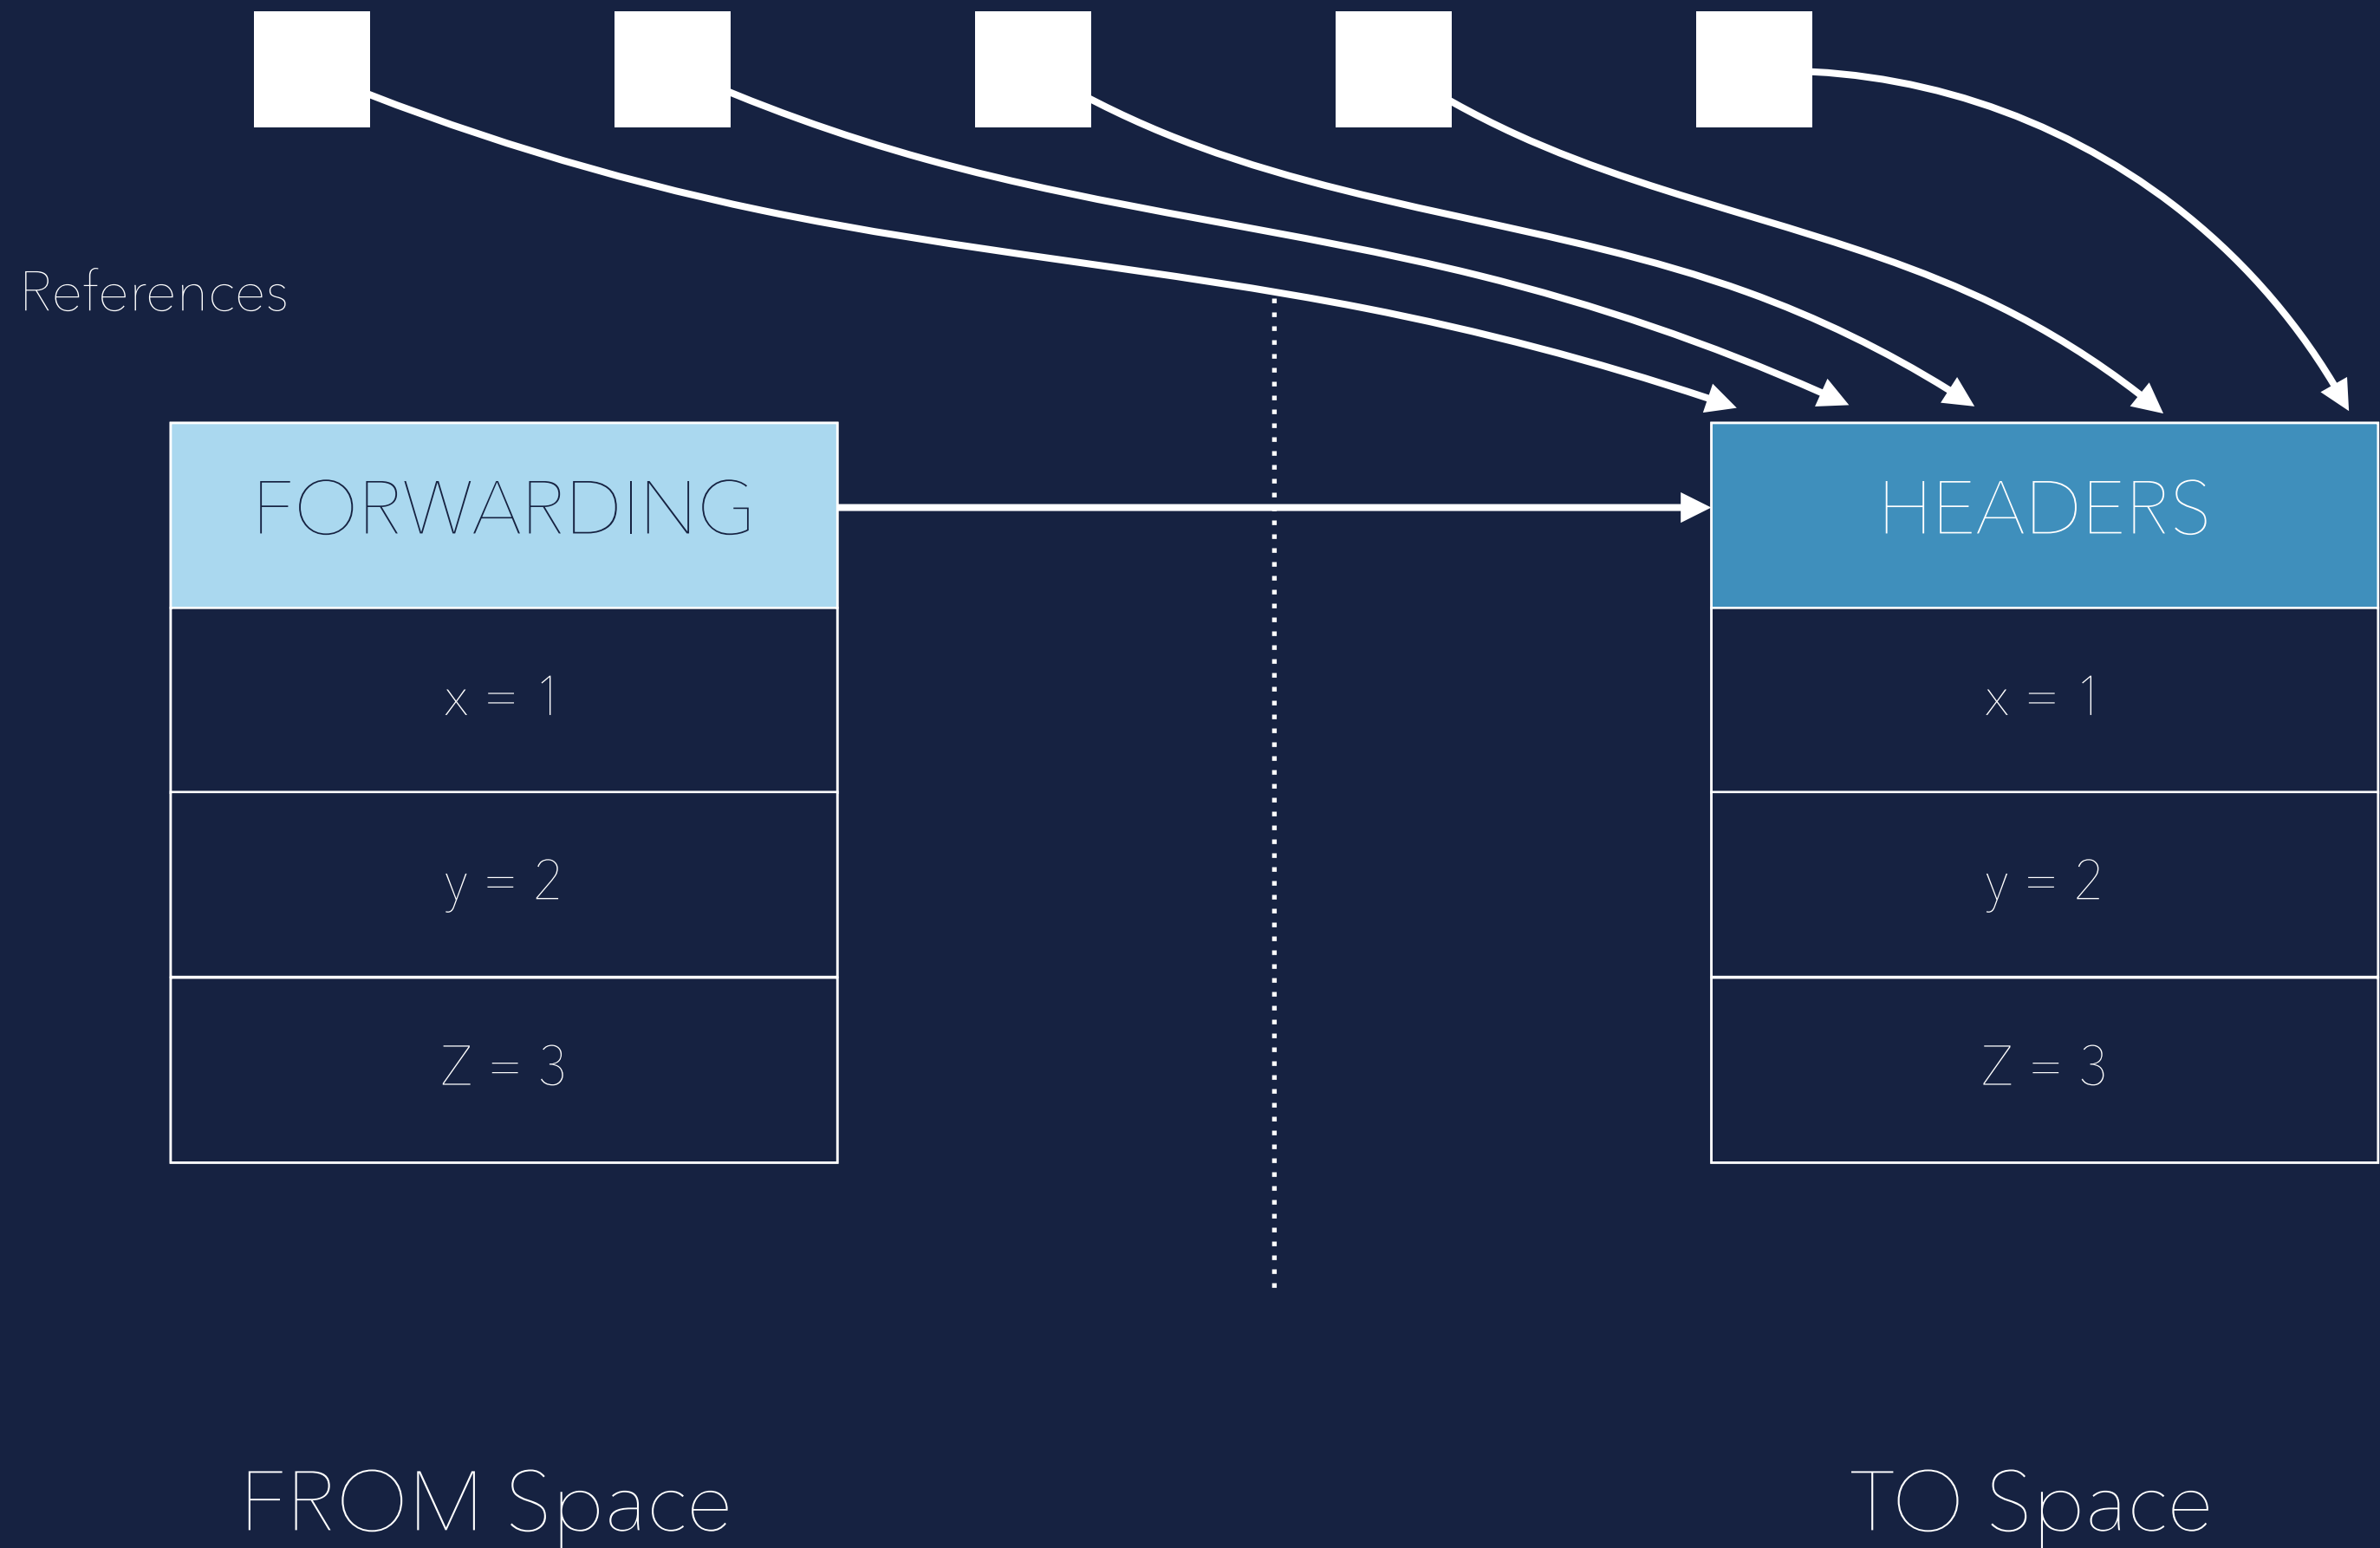 References
FORWARDING
x = 1
y = 2
Z = 3
HEADERS
x = 1
y = 2
Z = 3
FROM Space
TO Space